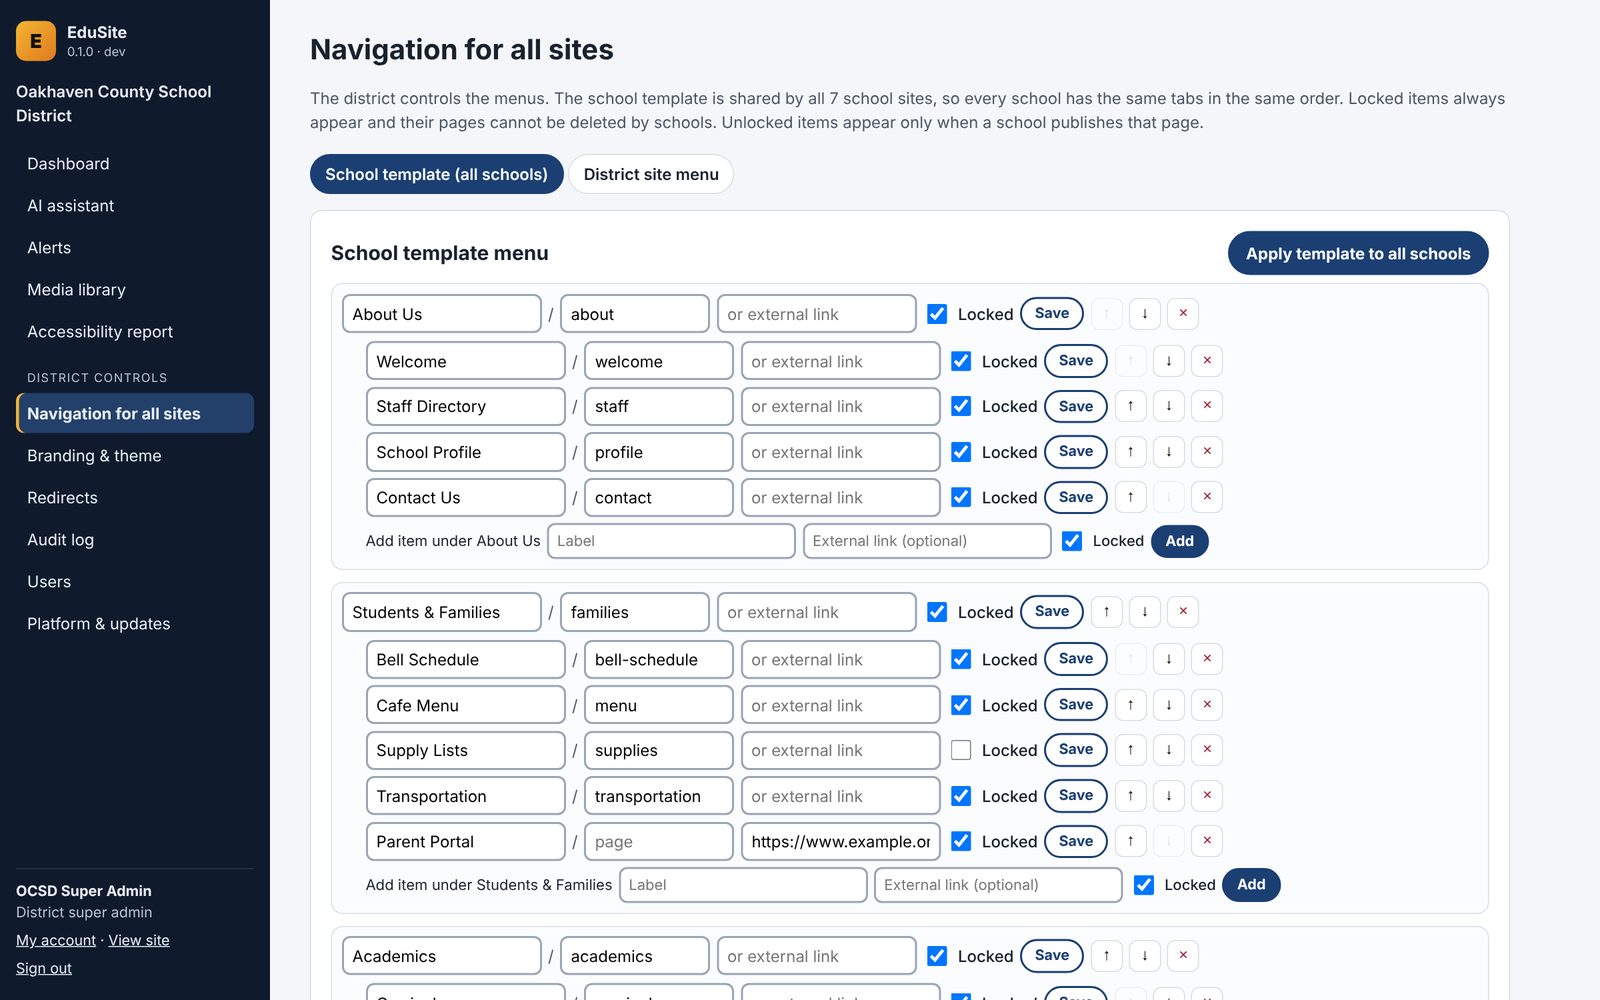 E
EduSite
0.1.0 · dev
Oakhaven County School
District
Dashboard
AI assistant
Alerts
Media library
Accessibility report
DISTRICT CONTROLS
Navigation for all sites
Branding & theme
Redirects
Audit log
Users
Platform & updates
OCSD Super Admin
District super admin
My account · View site
Sign out
Navigation for all sites
The district controls the menus. The school template is shared by all 7 school sites, so every school has the same tabs in the same order. Locked items always
appear and their pages cannot be deleted by schools. Unlocked items appear only when a school publishes that page.
School template (all schools) District site menu
School template menu Apply template to all schools
About Us / about or external link Locked Save ↑ ↓ ×
Welcome / welcome or external link Locked Save ↑ ↓ ×
Staff Directory / staff or external link Locked Save ↑ ↓ ×
School Profile / profile or external link Locked Save ↑ ↓ ×
Contact Us / contact or external link Locked Save ↑ ↓ ×
Add item under About Us Label External link (optional) Locked Add
Students & Families / families or external link Locked Save ↑ ↓ ×
Bell Schedule / bell-schedule or external link Locked Save ↑ ↓ ×
Cafe Menu / menu or external link Locked Save ↑ ↓ ×
Supply Lists / supplies or external link Locked Save ↑ ↓ ×
Transportation / transportation or external link Locked Save ↑ ↓ ×
Parent Portal / page https://www.example.or Locked Save ↑ ↓ ×
Add item under Students & Families Label External link (optional) Locked Add
Academics / academics or external link Locked Save ↑ ↓ ×